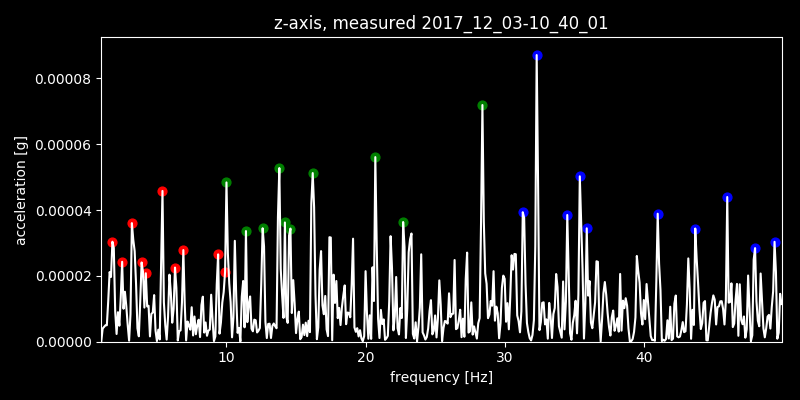 z-axis, measured 2017_12_03-10_40_01
acceleration [g]
0.00008
0.00006
0.00004
0.00002
0.00000
10 20 30 40
frequency [Hz]